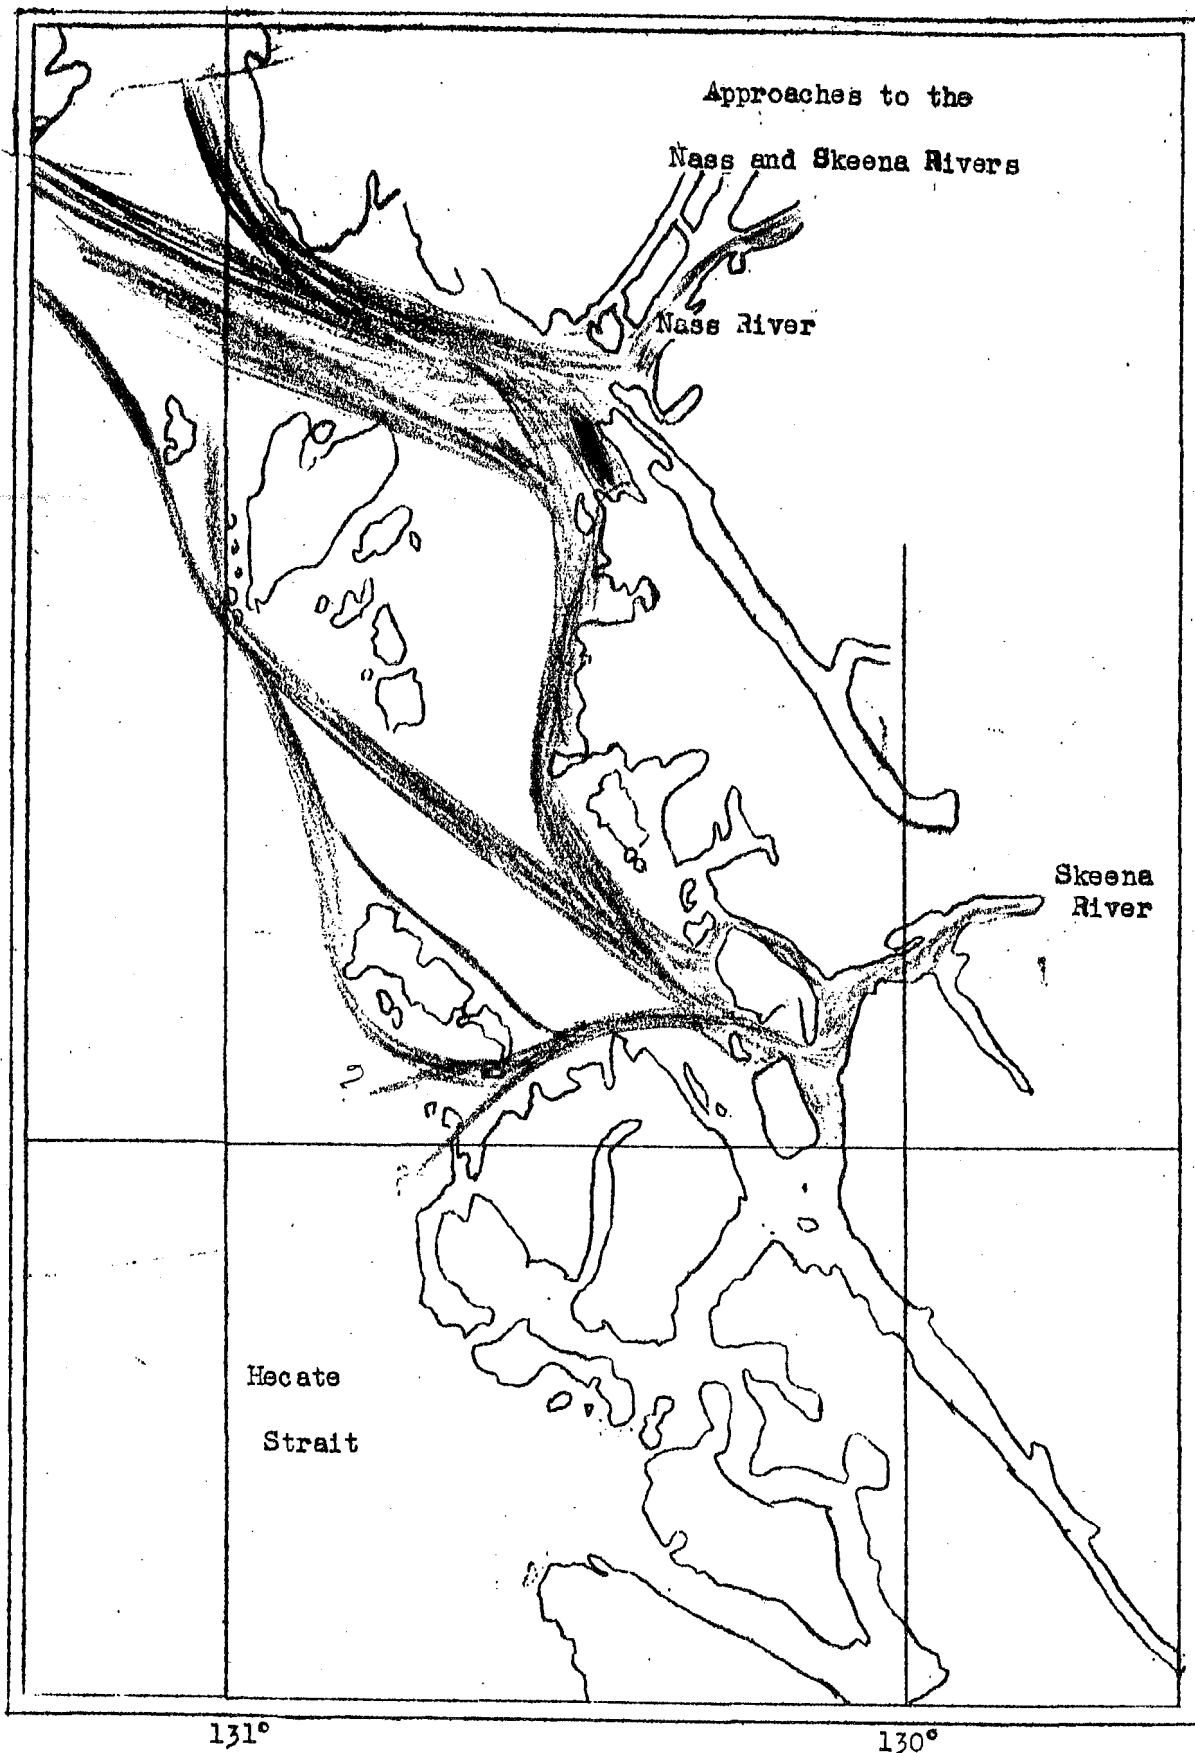 Approaches to the
Nass and Skeena Rivers
Nass River
Skeena
River
?
?
Hecate
Strait
131°
130°